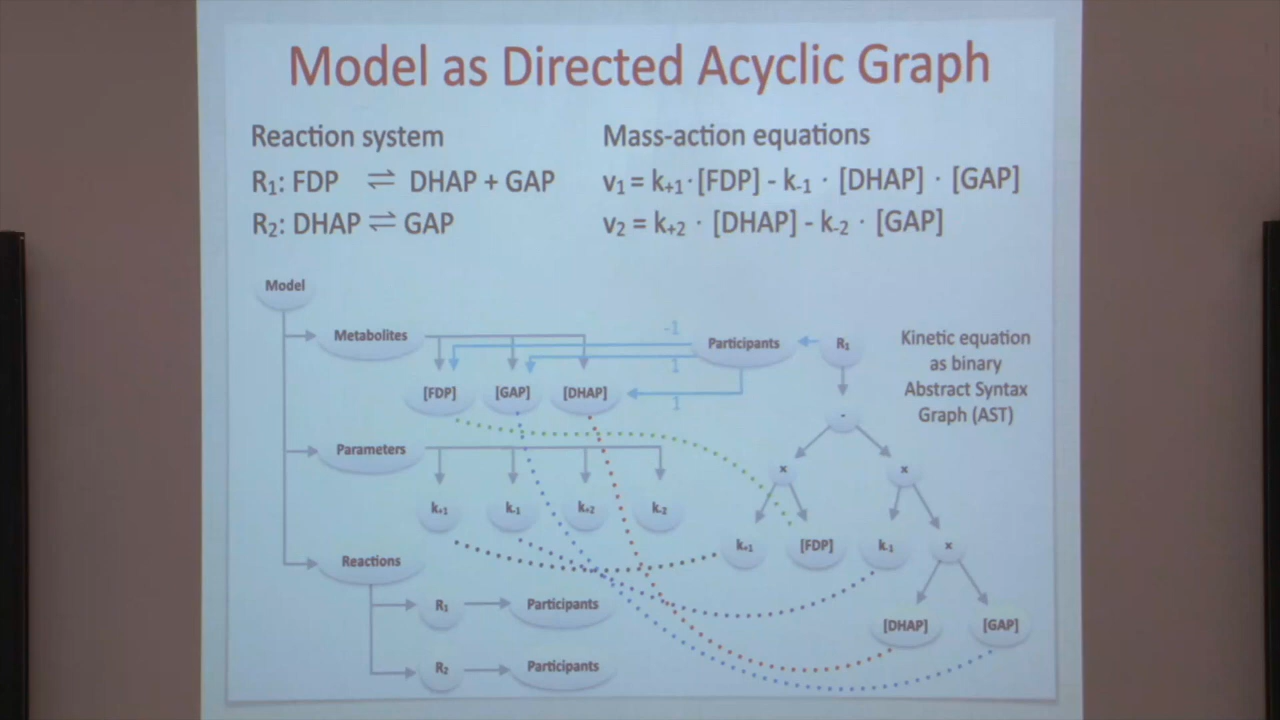 Model as Directed Acyclic Graph
Reaction system
R₁: FDP ⇌ DHAP + GAP
R₂: DHAP ⇌ GAP
Mass-action equations
v₁ = k₊₁· [FDP] - k₋₁ · [DHAP] · [GAP]
v₂ = k₊₂ · [DHAP] - k₋₂ · [GAP]
Model
Metabolites
[FDP] [GAP] [DHAP]
Parameters
k₊₁ k₋₁ k₊₂ k₋₂
Reactions
R₁ Participants
R₂ Participants
-1
1
1
Participants R₁
-
x x
k₊₁ [FDP] k₋₁ x
[DHAP] [GAP]
Kinetic equation
as binary
Abstract Syntax
Graph (AST)